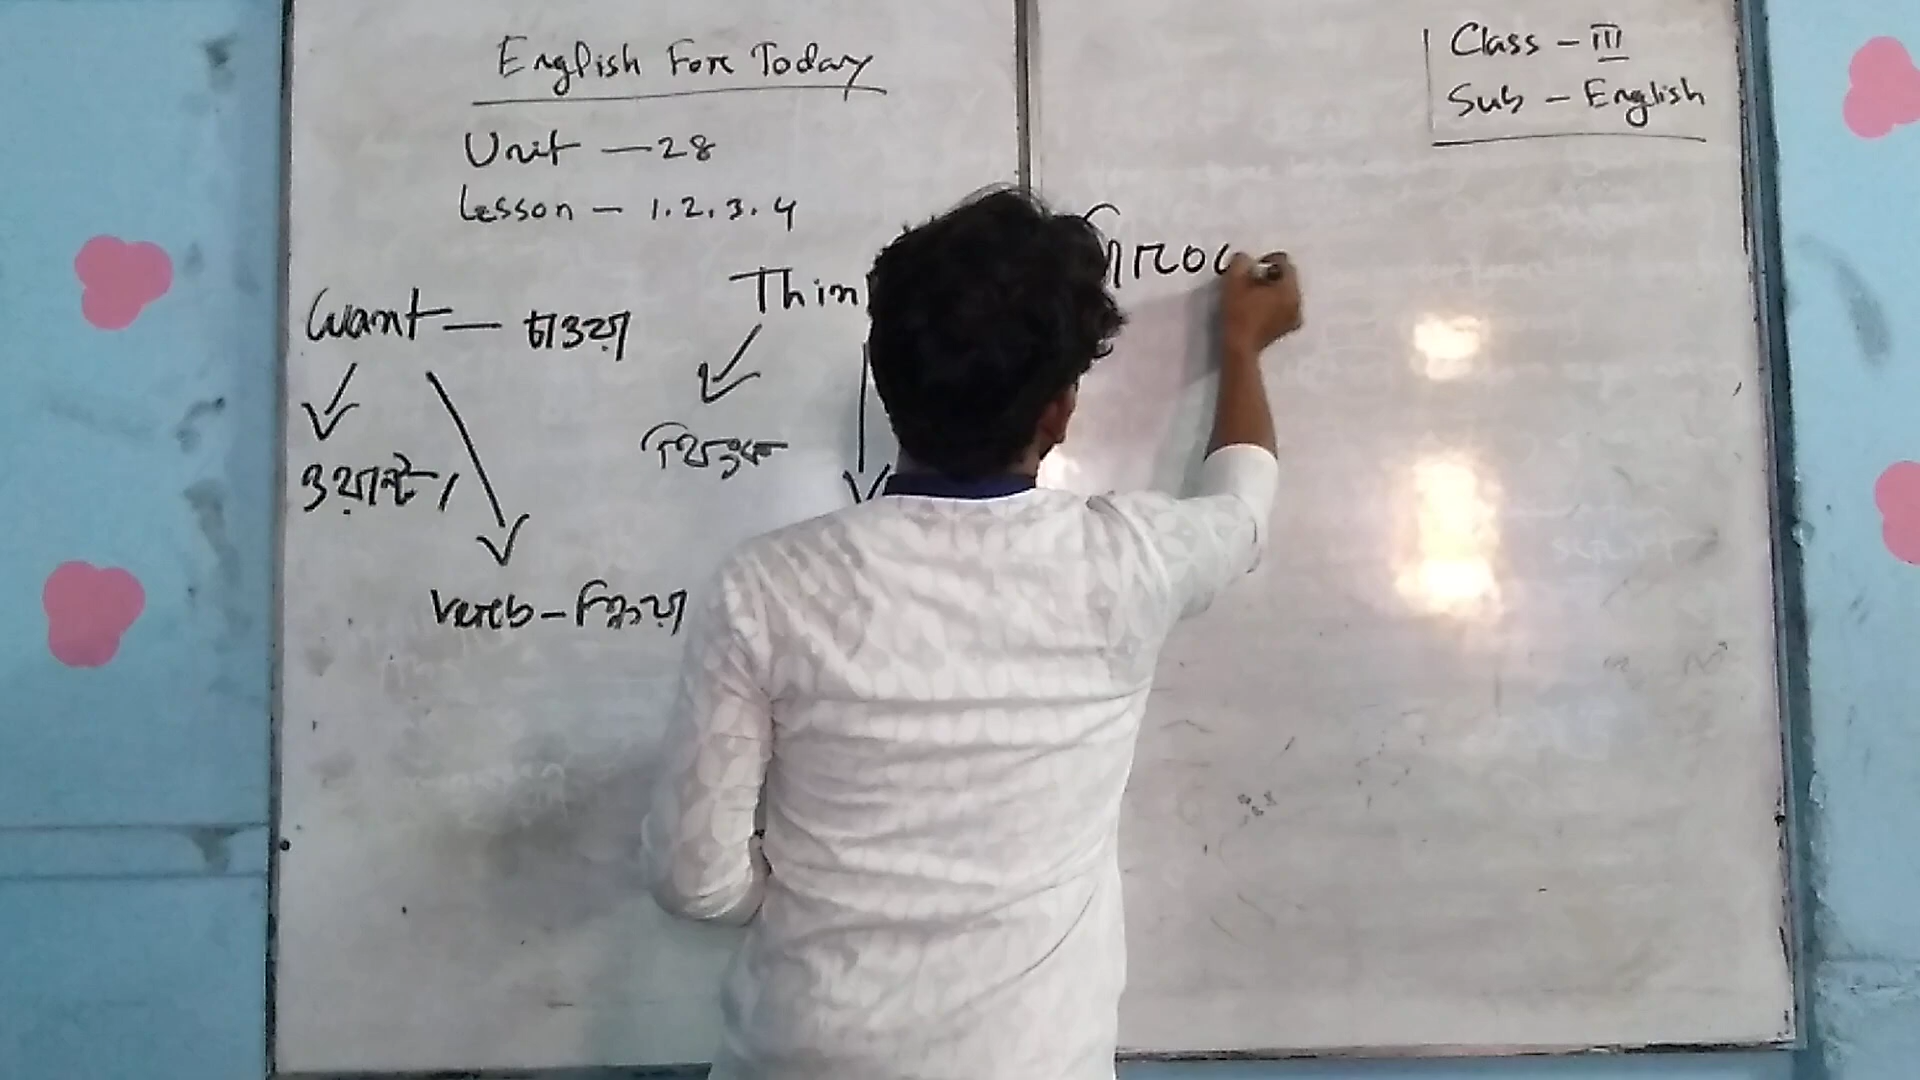 English For Today
Unit – 28
Lesson – 1.2.3.4
Class – III
Sub – English
Want – চাওয়া
ওয়ান্ট।
Verb – ক্রিয়া
Thin
থিংক